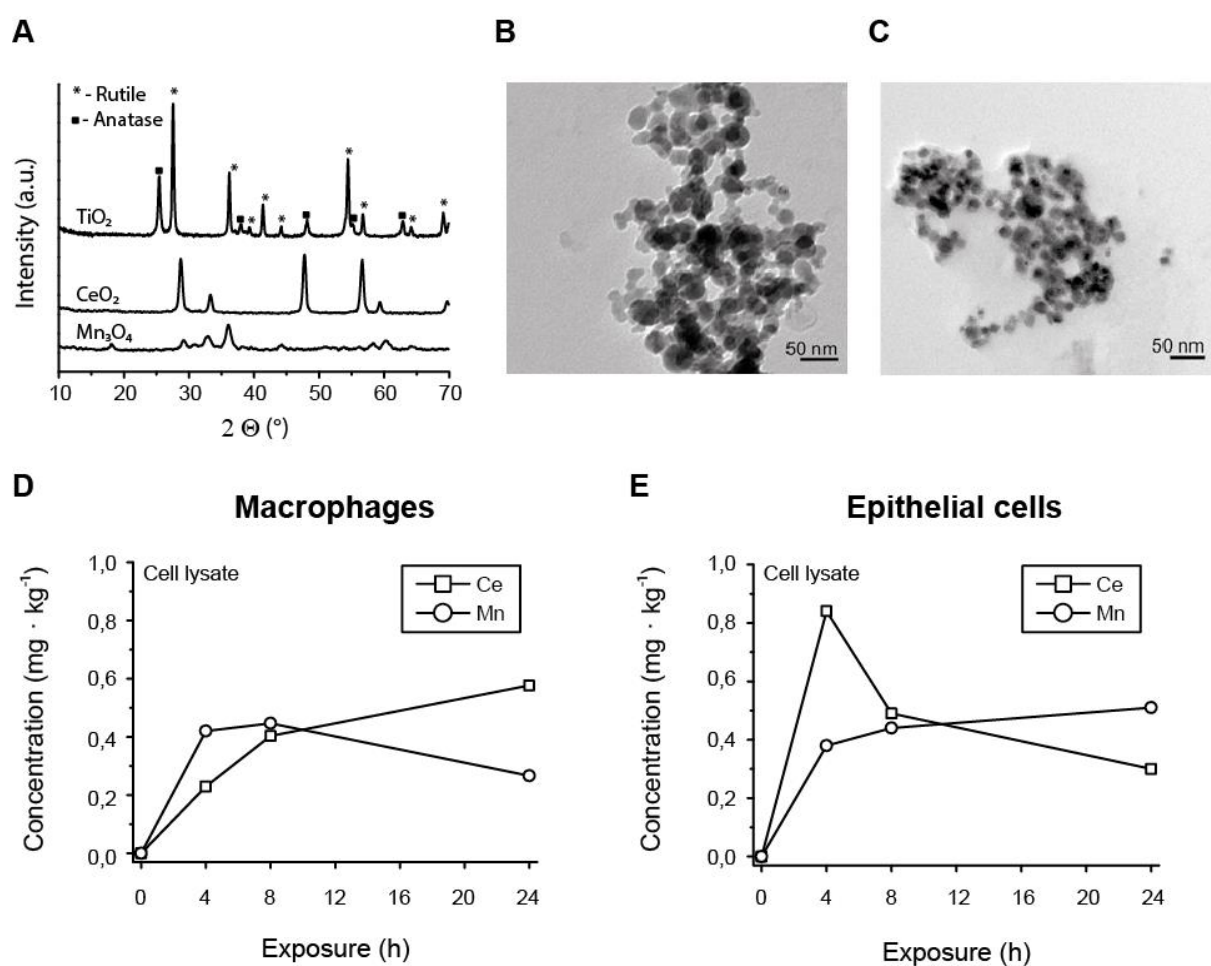 A
B
C
* - Rutile
■ - Anatase
TiO₂
CeO₂
Mn₃O₄
Intensity (a.u.)
10 20 30 40 50 60 70
2 Θ (°)
50 nm
50 nm
D
Macrophages
Cell lysate
Ce
Mn
1,0
0,8
0,6
0,4
0,2
0,0
Concentration (mg · kg⁻¹)
0 4 8 12 16 20 24
Exposure (h)
E
Epithelial cells
Cell lysate
Ce
Mn
1,0
0,8
0,6
0,4
0,2
0,0
Concentration (mg · kg⁻¹)
0 4 8 12 16 20 24
Exposure (h)